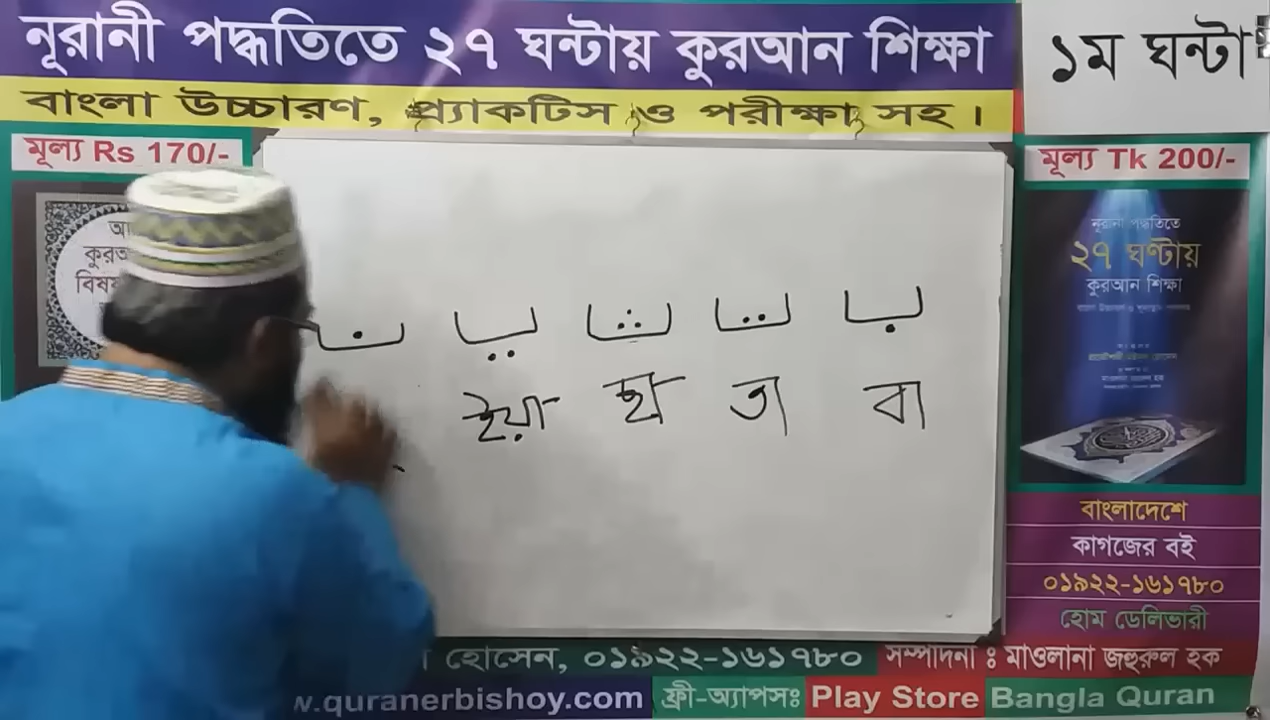 নূরানী পদ্ধতিতে ২৭ ঘন্টায় কুরআন শিক্ষা
১ম ঘন্টা
বাংলা উচ্চারণ, প্র্যাকটিস ও পরীক্ষা সহ।
মূল্য Rs 170/-
মূল্য Tk 200/-
নূরানী পদ্ধতিতে
২৭ ঘণ্টায়
কুরআন শিক্ষা
ب ت ث ي ن
বা তা ছা ইয়া
বাংলাদেশে
কাগজের বই
০১৯২২-১৬১৭৮০
হোম ডেলিভারী
হোসেন, ০১৯২২-১৬১৭৮০ সম্পাদনা ঃ মাওলানা জহুরুল হক
w.quranerbishoy.com ফ্রী-অ্যাপসঃ Play Store Bangla Quran